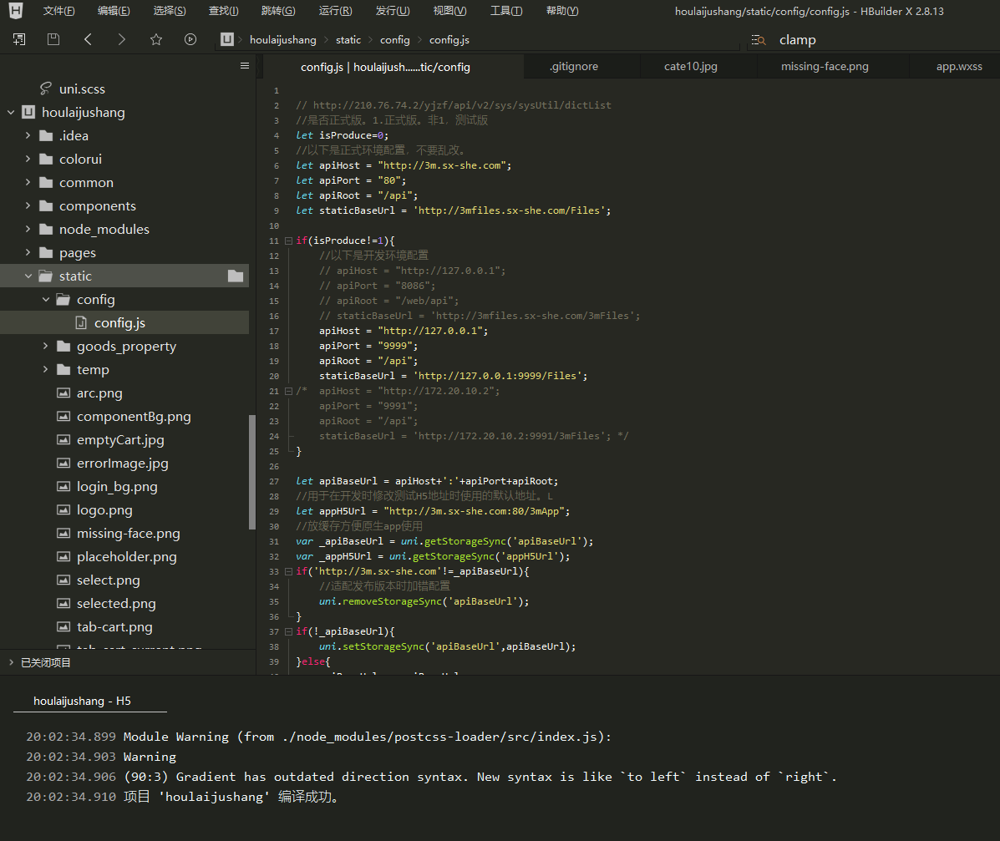 文件(F) 编辑(E) 选择(S) 查找(I) 跳转(G) 运行(R) 发行(U) 视图(V) 工具(T) 帮助(Y) houlaijushang/static/config/config.js - HBuilder X 2.8.13
houlaijushang static config config.js clamp
config.js | houlaijush......tic/config .gitignore cate10.jpg missing-face.png app.wxss
uni.scss
houlaijushang
.idea
colorui
common
components
node_modules
pages
static
config
config.js
goods_property
temp
arc.png
componentBg.png
emptyCart.jpg
errorImage.jpg
login_bg.png
logo.png
missing-face.png
placeholder.png
select.png
selected.png
tab-cart.png
tab-cart-current.png
已关闭项目
1
2 // http://210.76.74.2/yjzf/api/v2/sys/sysUtil/dictList
3 //是否正式版。1.正式版。非1，测试版
4 let isProduce=0;
5 //以下是正式环境配置，不要乱改。
6 let apiHost = "http://3m.sx-she.com";
7 let apiPort = "80";
8 let apiRoot = "/api";
9 let staticBaseUrl = 'http://3mfiles.sx-she.com/Files';
10
11 if(isProduce!=1){
12 //以下是开发环境配置
13 // apiHost = "http://127.0.0.1";
14 // apiPort = "8086";
15 // apiRoot = "/web/api";
16 // staticBaseUrl = 'http://3mfiles.sx-she.com/3mFiles';
17 apiHost = "http://127.0.0.1";
18 apiPort = "9999";
19 apiRoot = "/api";
20 staticBaseUrl = 'http://127.0.0.1:9999/Files';
21 /* apiHost = "http://172.20.10.2";
22 apiPort = "9991";
23 apiRoot = "/api";
24 staticBaseUrl = 'http://172.20.10.2:9991/3mFiles'; */
25 }
26
27 let apiBaseUrl = apiHost+':'+apiPort+apiRoot;
28 //用于在开发时修改测试H5地址时使用的默认地址。L
29 let appH5Url = "http://3m.sx-she.com:80/3mApp";
30 //放缓存方便原生app使用
31 var _apiBaseUrl = uni.getStorageSync('apiBaseUrl');
32 var _appH5Url = uni.getStorageSync('appH5Url');
33 if('http://3m.sx-she.com'!=_apiBaseUrl){
34 //适配发布版本时加错配置
35 uni.removeStorageSync('apiBaseUrl');
36 }
37 if(!_apiBaseUrl){
38 uni.setStorageSync('apiBaseUrl',apiBaseUrl);
39 }else{
houlaijushang - H5
20:02:34.899 Module Warning (from ./node_modules/postcss-loader/src/index.js):
20:02:34.903 Warning
20:02:34.906 (90:3) Gradient has outdated direction syntax. New syntax is like `to left` instead of `right`.
20:02:34.910 项目 'houlaijushang' 编译成功。